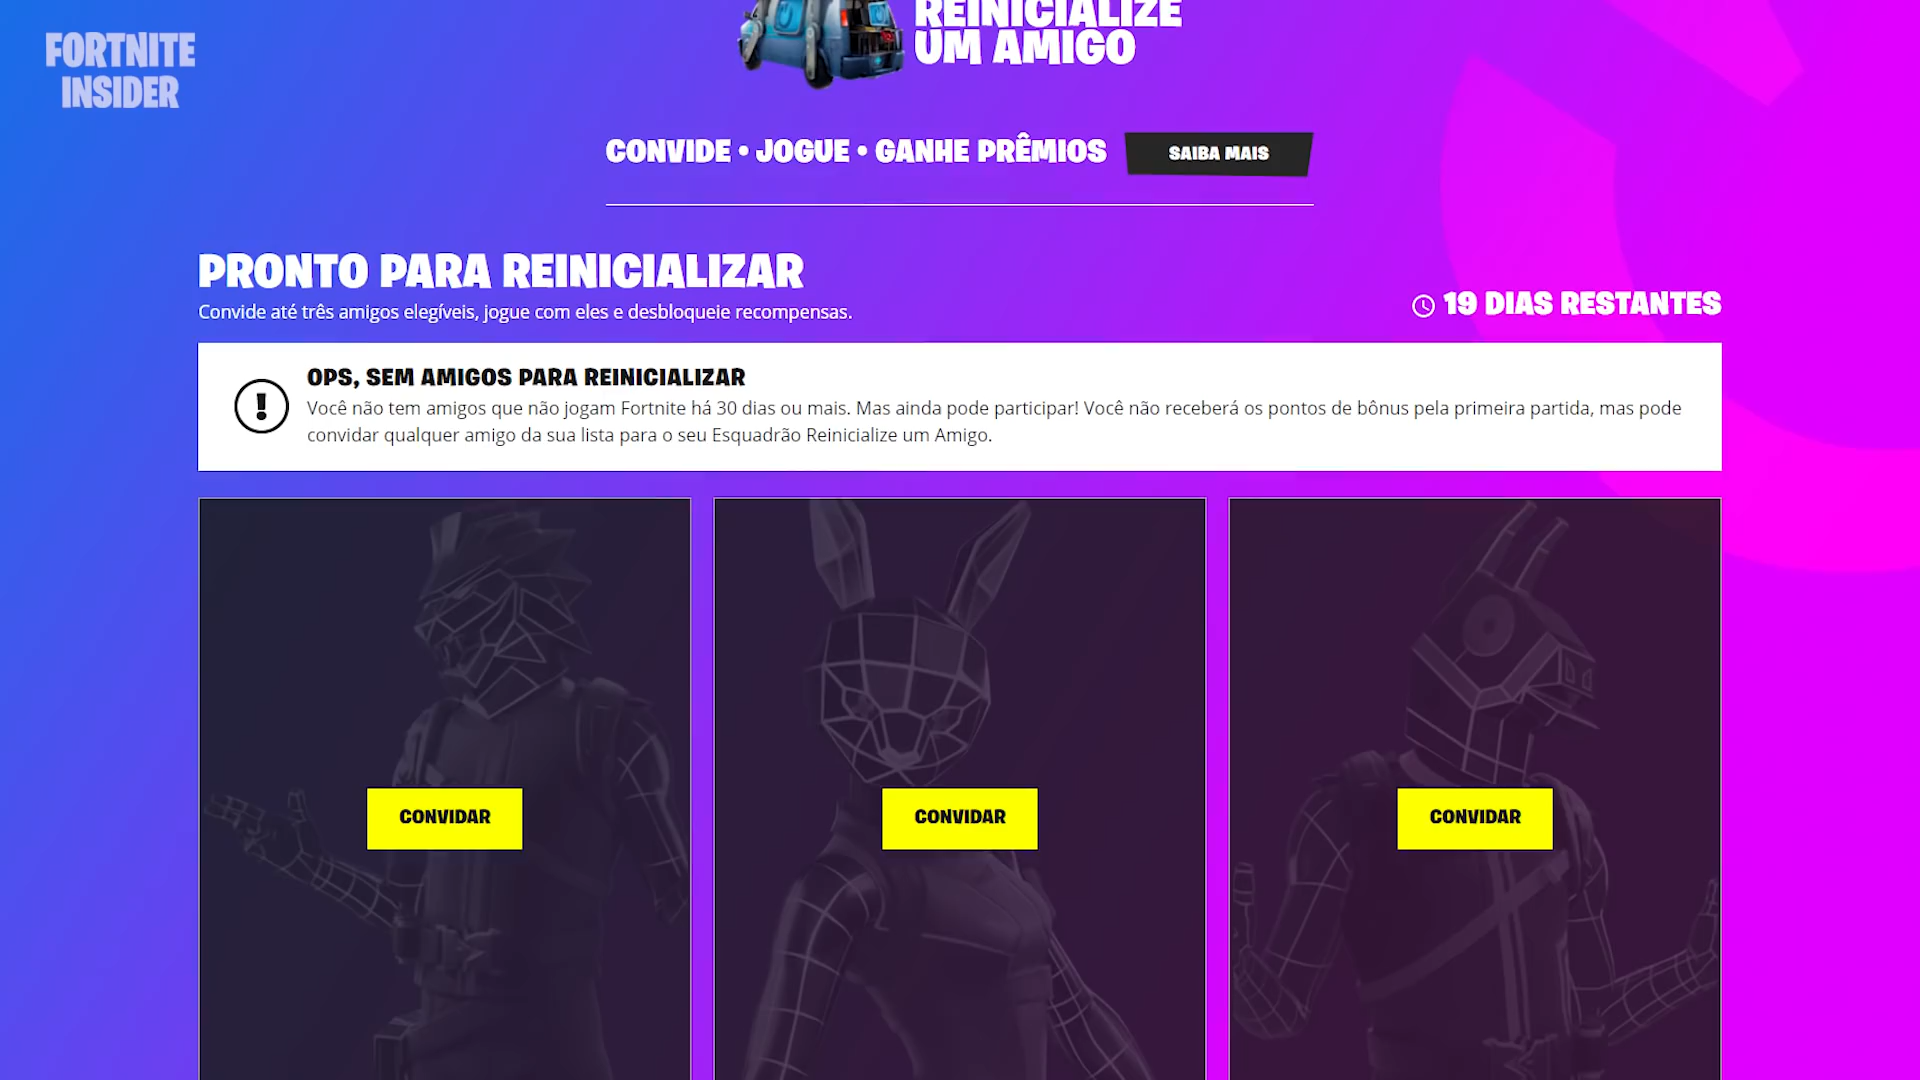 FORTNITE
INSIDER
REINICIALIZE
UM AMIGO
CONVIDE • JOGUE • GANHE PRÊMIOS
SAIBA MAIS
PRONTO PARA REINICIALIZAR
Convide até três amigos elegíveis, jogue com eles e desbloqueie recompensas.
19 DIAS RESTANTES
OPS, SEM AMIGOS PARA REINICIALIZAR
Você não tem amigos que não jogam Fortnite há 30 dias ou mais. Mas ainda pode participar! Você não receberá os pontos de bônus pela primeira partida, mas pode
convidar qualquer amigo da sua lista para o seu Esquadrão Reinicialize um Amigo.
CONVIDAR
CONVIDAR
CONVIDAR